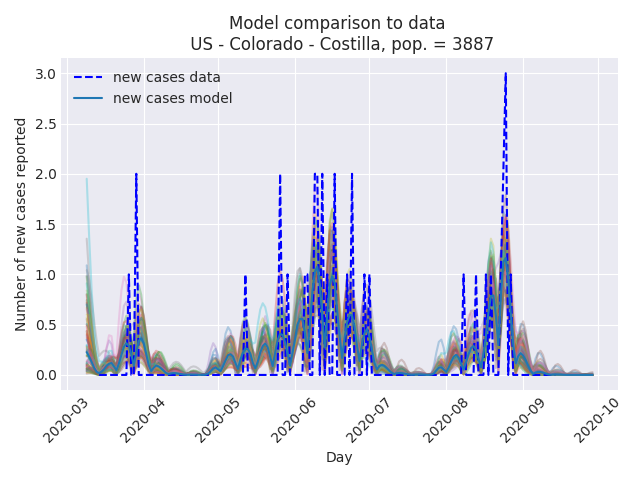 Model comparison to data
US - Colorado - Costilla, pop. = 3887
new cases data
new cases model
Number of new cases reported
3.0
2.5
2.0
1.5
1.0
0.5
0.0
2020-03
2020-04
2020-05
2020-06
2020-07
2020-08
2020-09
2020-10
Day